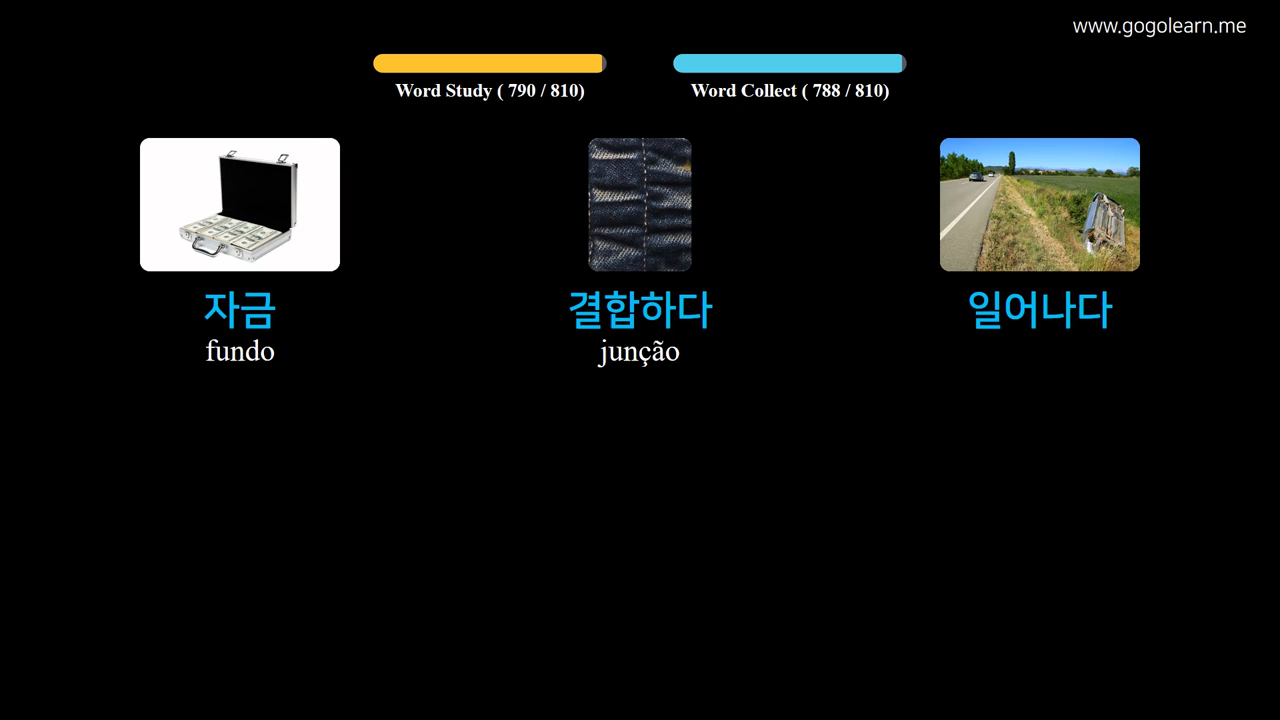 www.gogolearn.me
Word Study ( 790 / 810)
Word Collect ( 788 / 810)
자금
fundo
결합하다
junção
일어나다